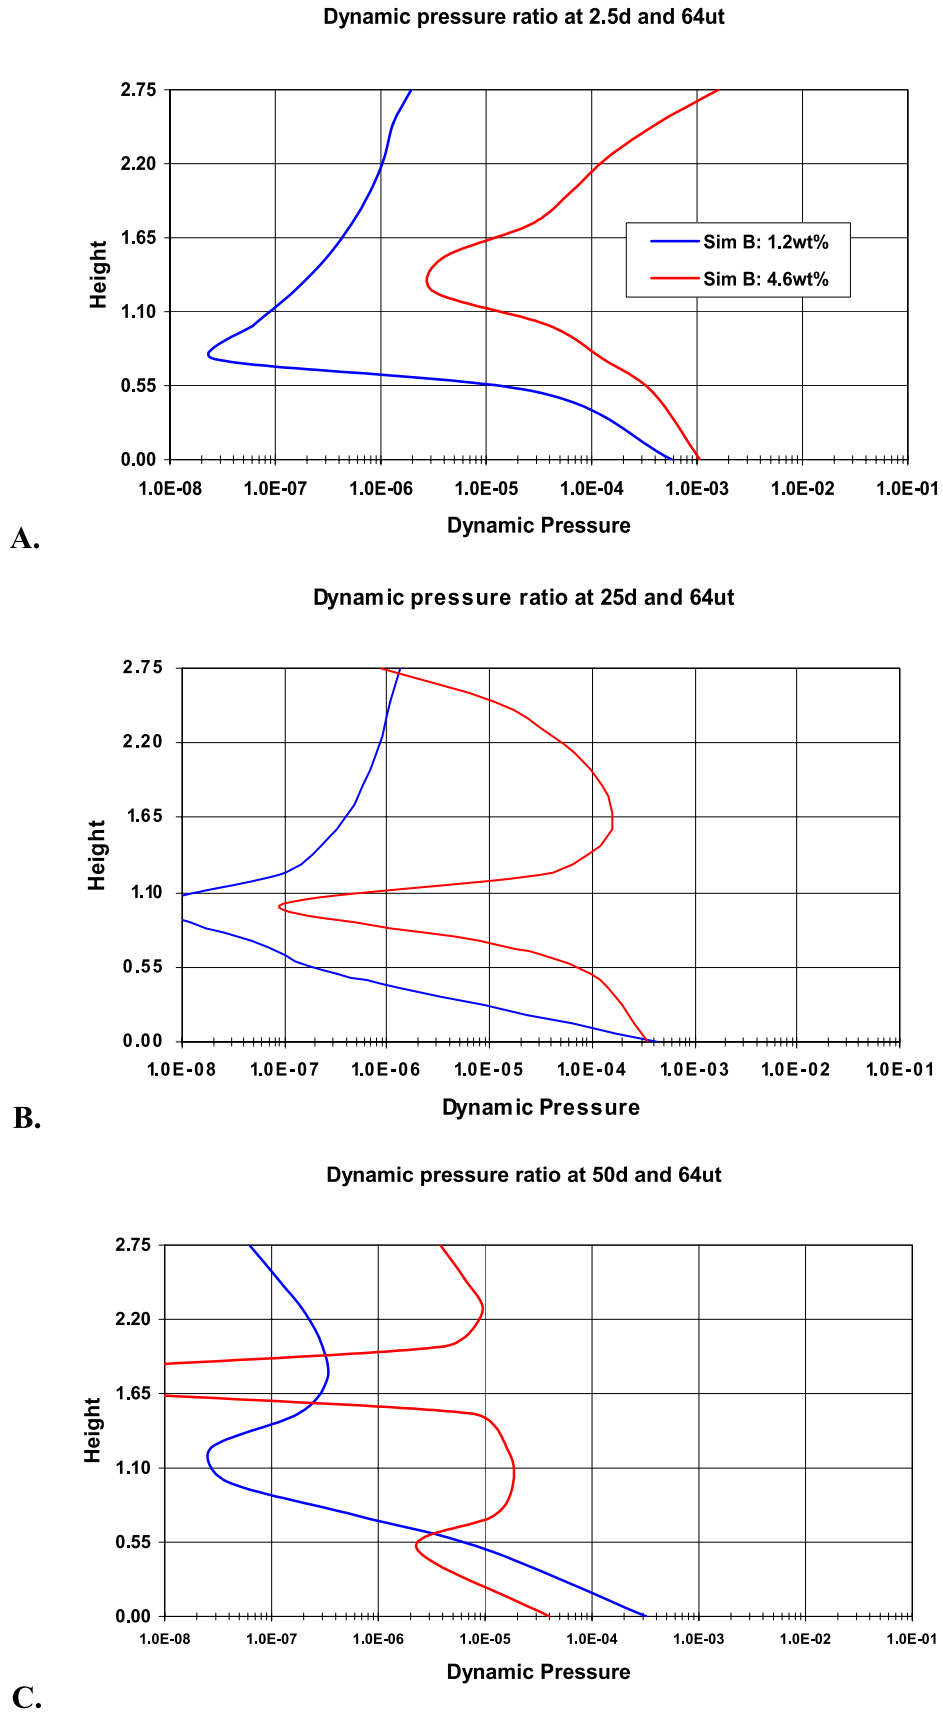 Dynamic pressure ratio at 2.5d and 64ut
2.75
2.20
1.65
1.10
0.55
0.00
Height
Sim B: 1.2wt%
Sim B: 4.6wt%
1.0E-08 1.0E-07 1.0E-06 1.0E-05 1.0E-04 1.0E-03 1.0E-02 1.0E-01
Dynamic Pressure
A.
Dynamic pressure ratio at 25d and 64ut
2.75
2.20
1.65
1.10
0.55
0.00
Height
1.0E-08 1.0E-07 1.0E-06 1.0E-05 1.0E-04 1.0E-03 1.0E-02 1.0E-01
Dynamic Pressure
B.
Dynamic pressure ratio at 50d and 64ut
2.75
2.20
1.65
1.10
0.55
0.00
Height
1.0E-08 1.0E-07 1.0E-06 1.0E-05 1.0E-04 1.0E-03 1.0E-02 1.0E-01
Dynamic Pressure
C.